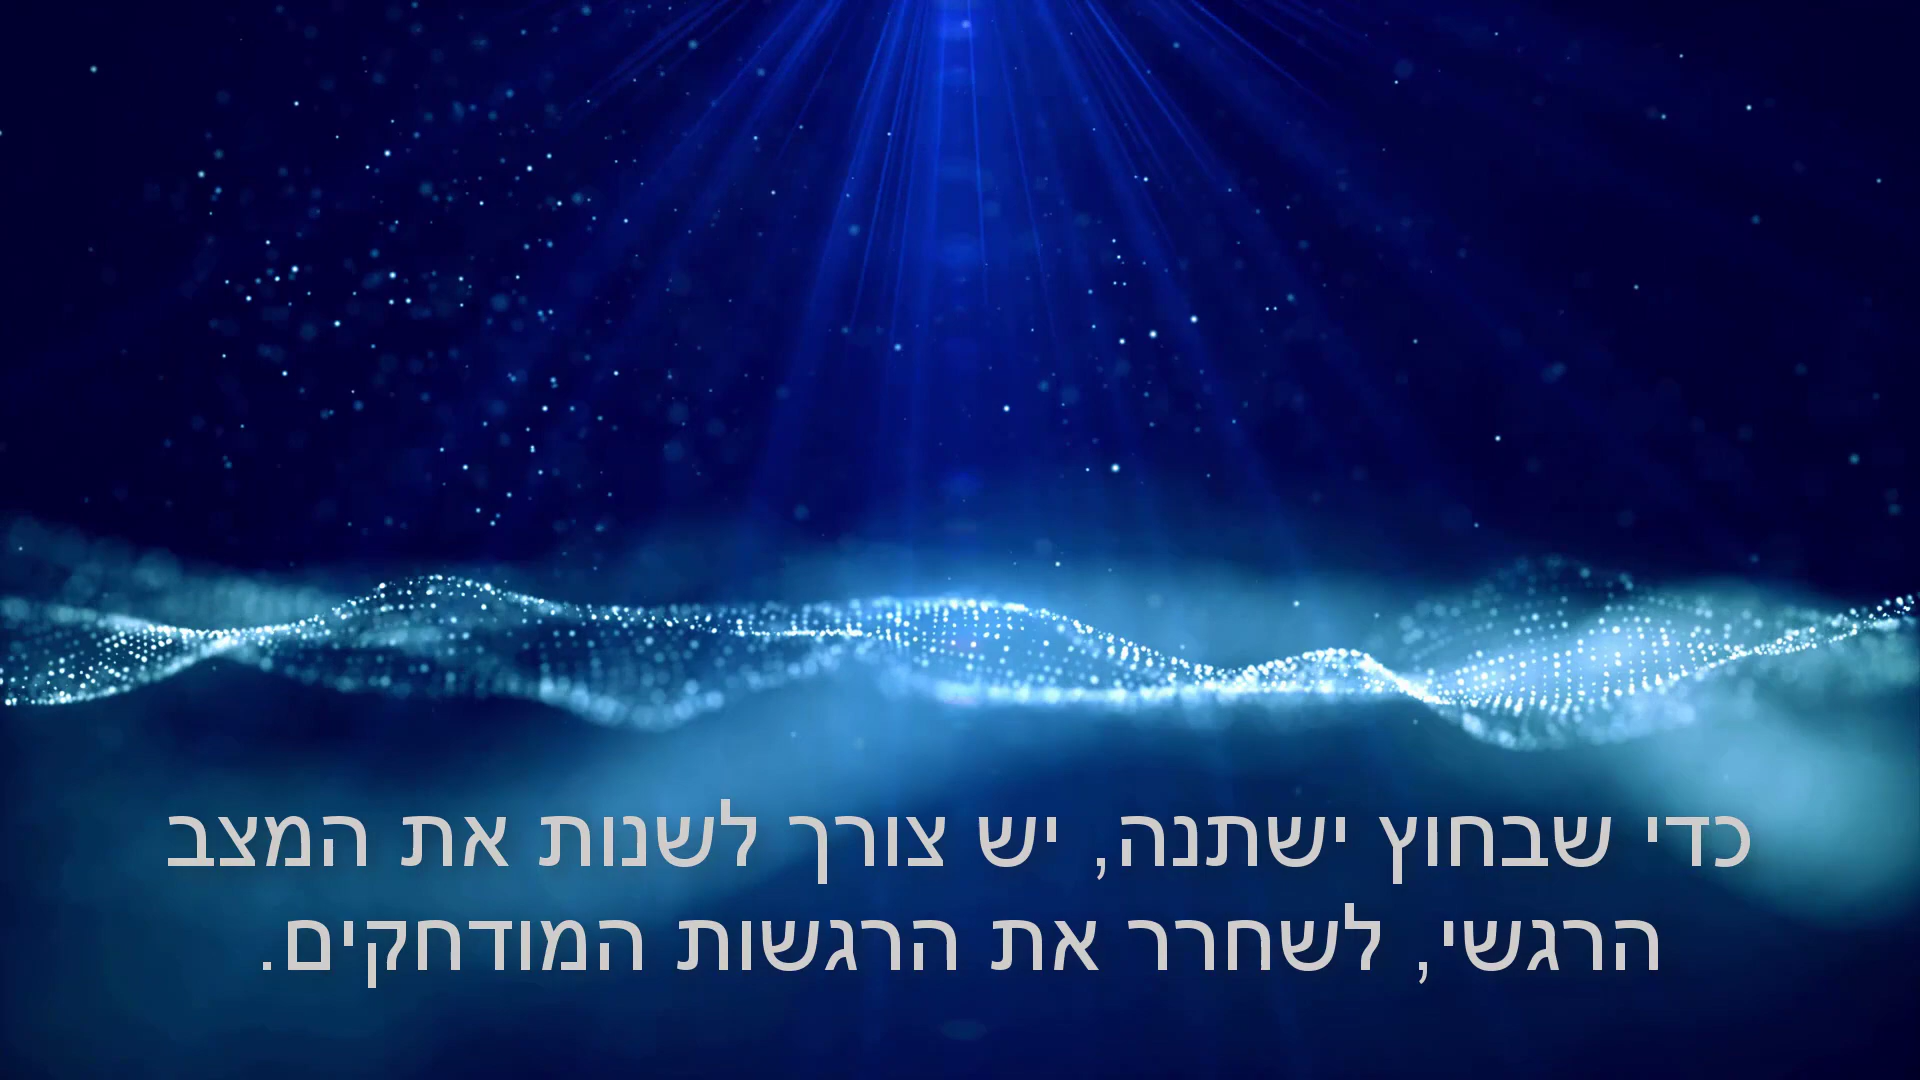 כדי שבחוץ ישתנה, יש צורך לשנות את המצב
הרגשי, לשחרר את הרגשות המודחקים.